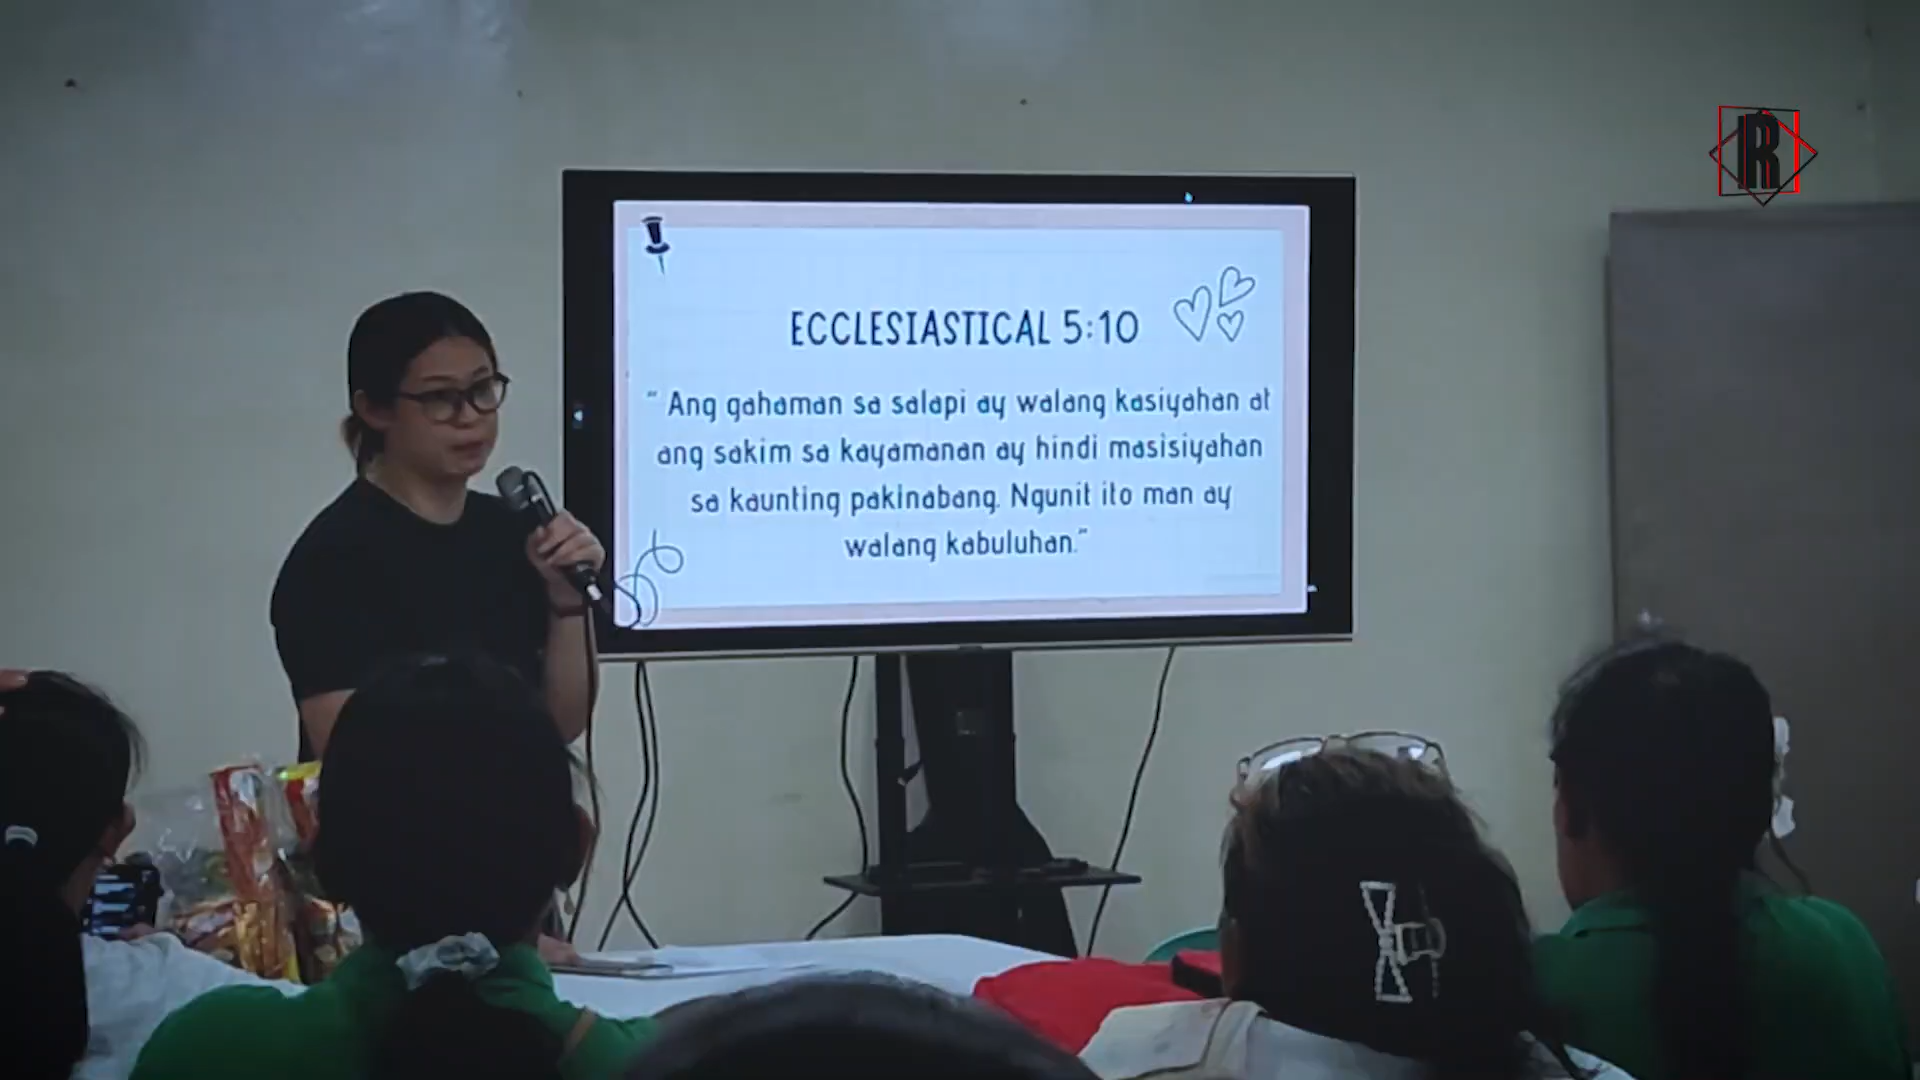 R
ECCLESIASTICAL 5:10
“ Ang gahaman sa salapi ay walang kasiyahan at
ang sakim sa kayamanan ay hindi masisiyahan
sa kaunting pakinabang. Ngunit ito man ay
walang kabuluhan.”